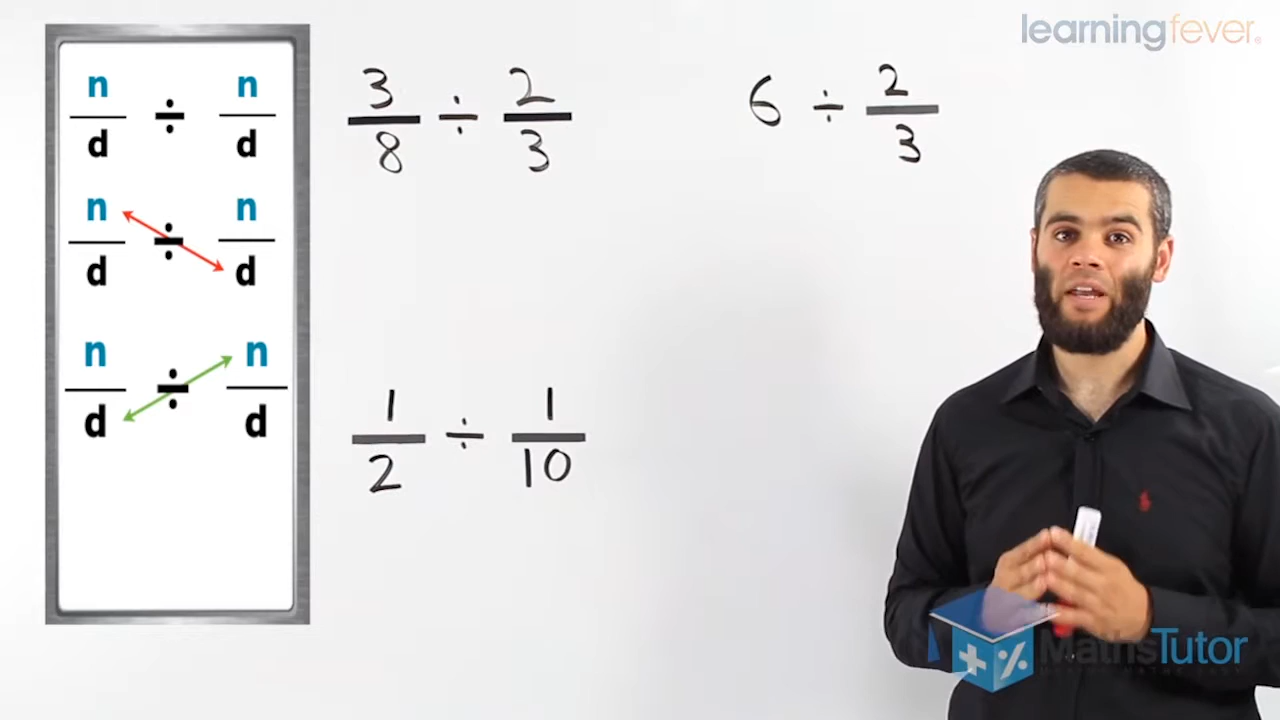 learningfever.
n/d ÷ n/d
n/d ÷ n/d
n/d ÷ n/d
3/8 ÷ 2/3
6 ÷ 2/3
1/2 ÷ 1/10
MathsTutor